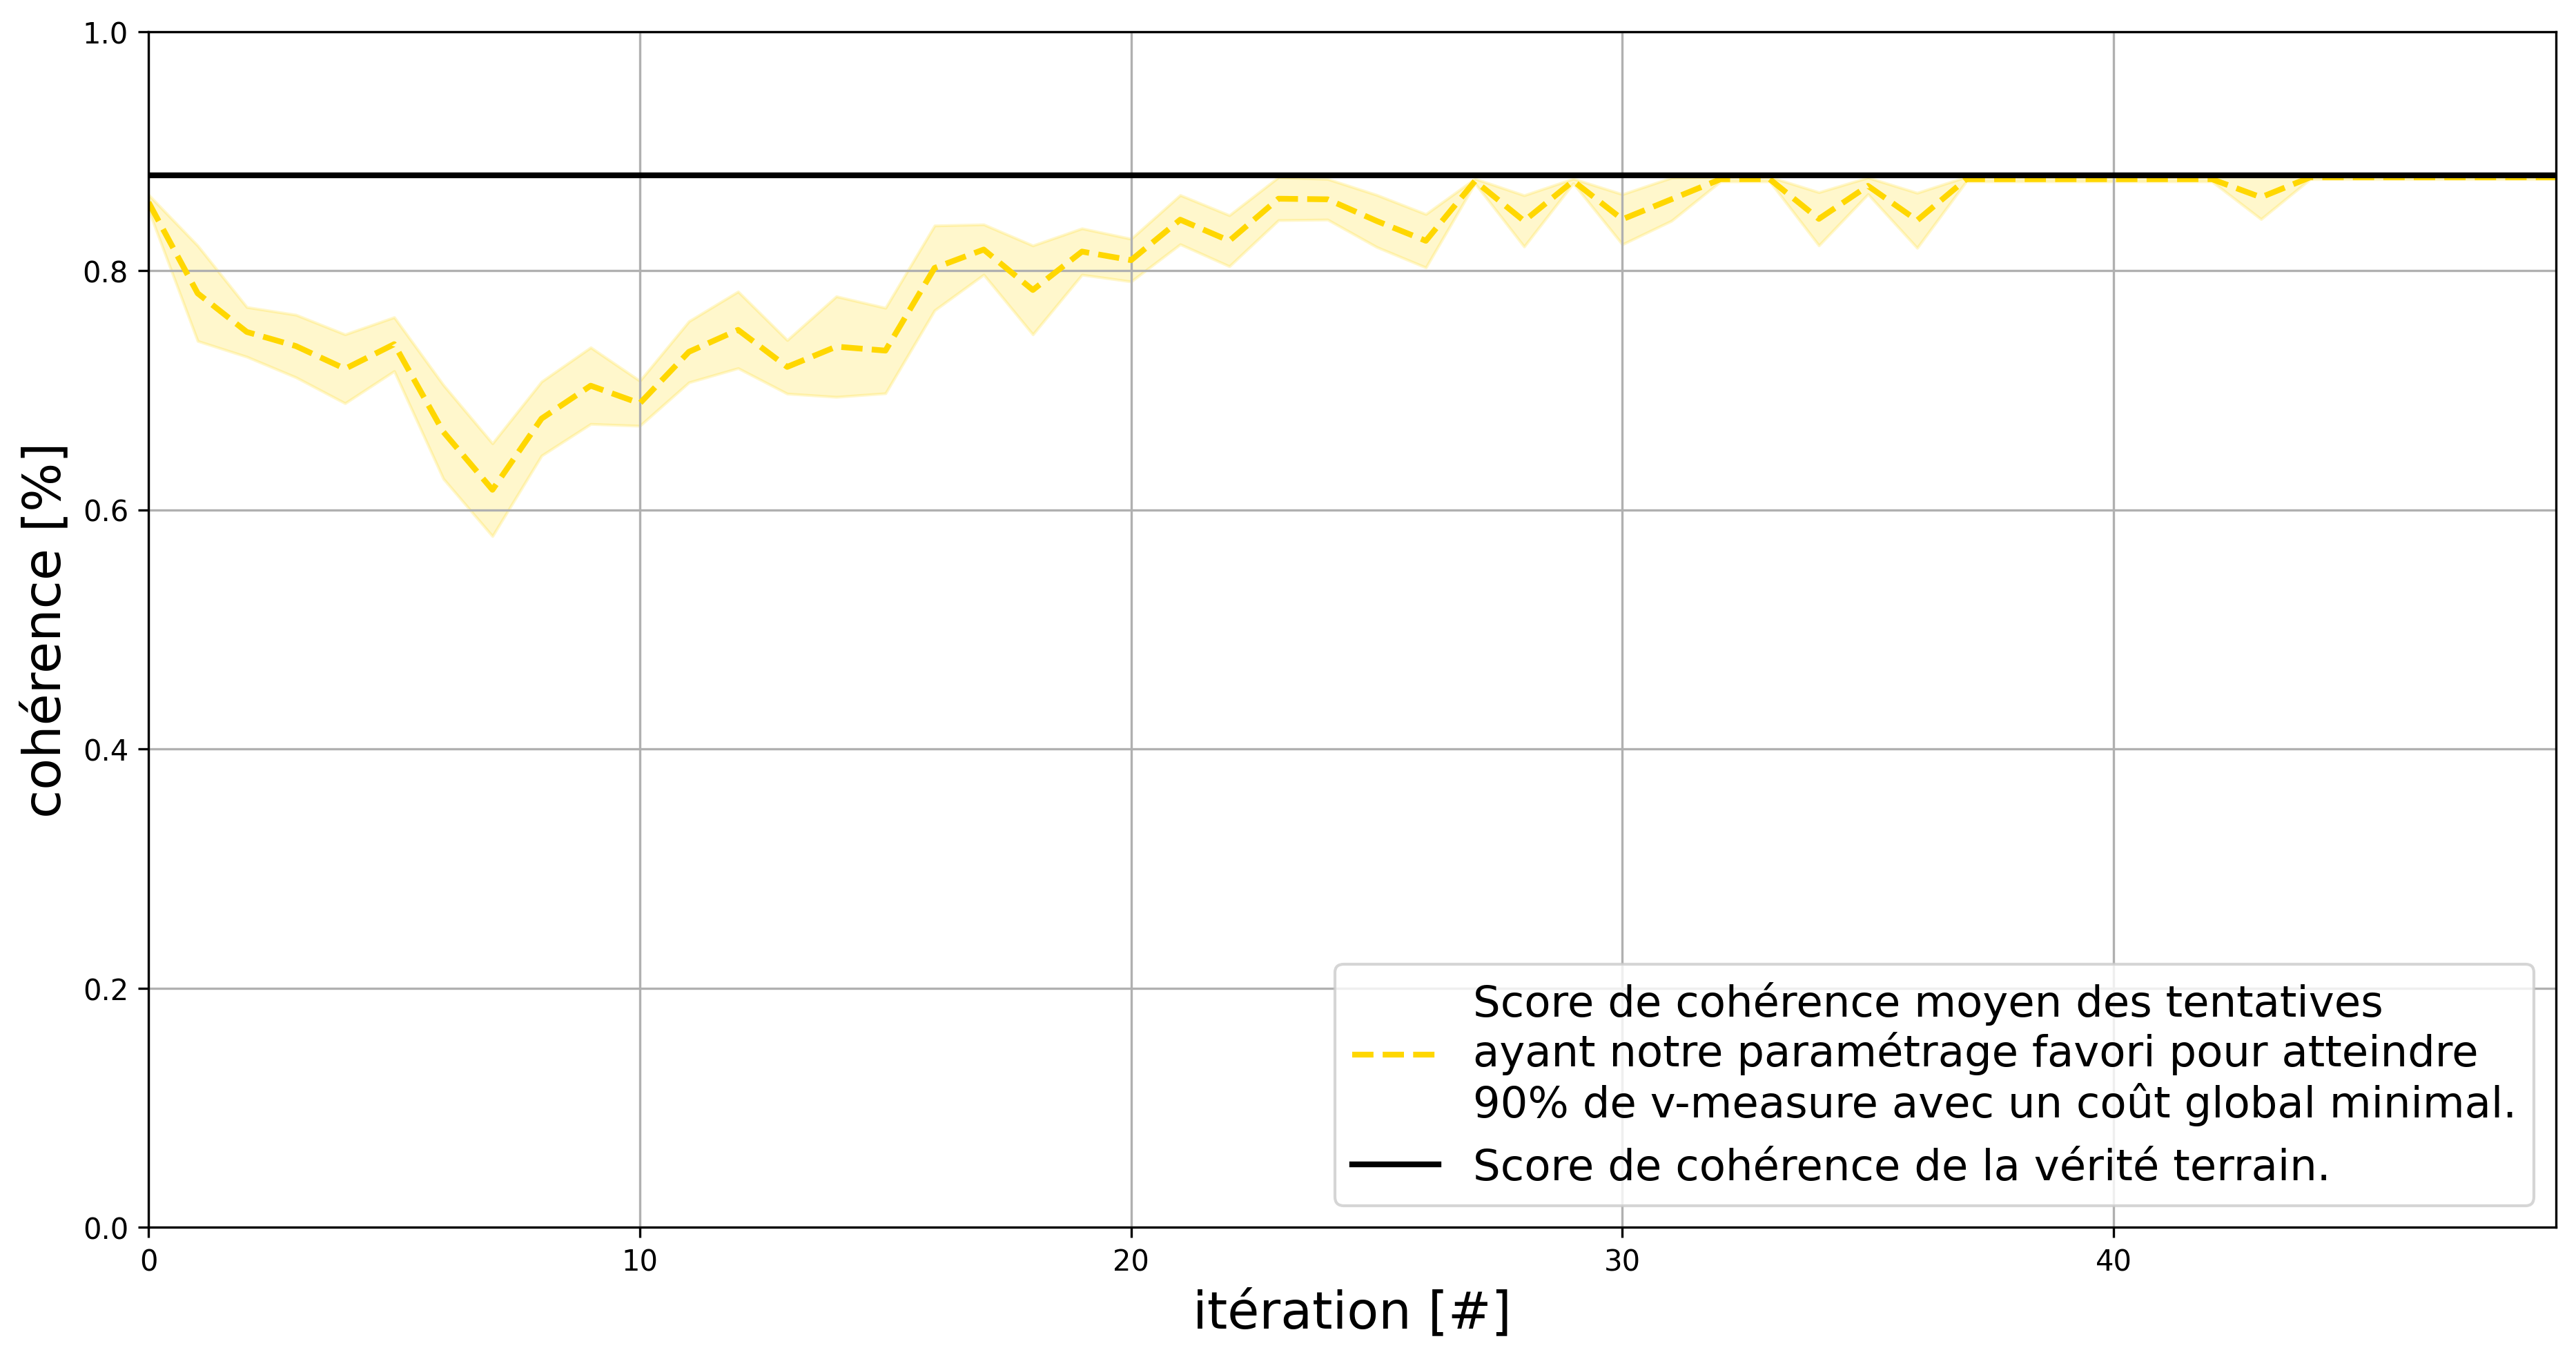 1.0
0.8
0.6
0.4
0.2
0.0
cohérence [%]
0
10
20
30
40
itération [#]
Score de cohérence moyen des tentatives
ayant notre paramétrage favori pour atteindre
90% de v-measure avec un coût global minimal.
Score de cohérence de la vérité terrain.